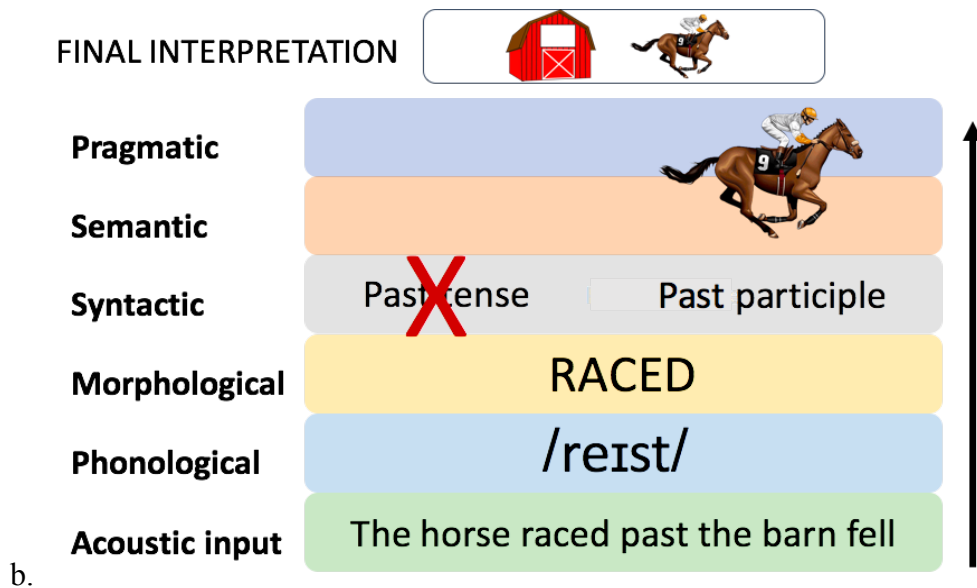 FINAL INTERPRETATION
9
Pragmatic
9
Semantic
Syntactic Past tense Past participle
Morphological RACED
Phonological /reɪst/
Acoustic input The horse raced past the barn fell
b.